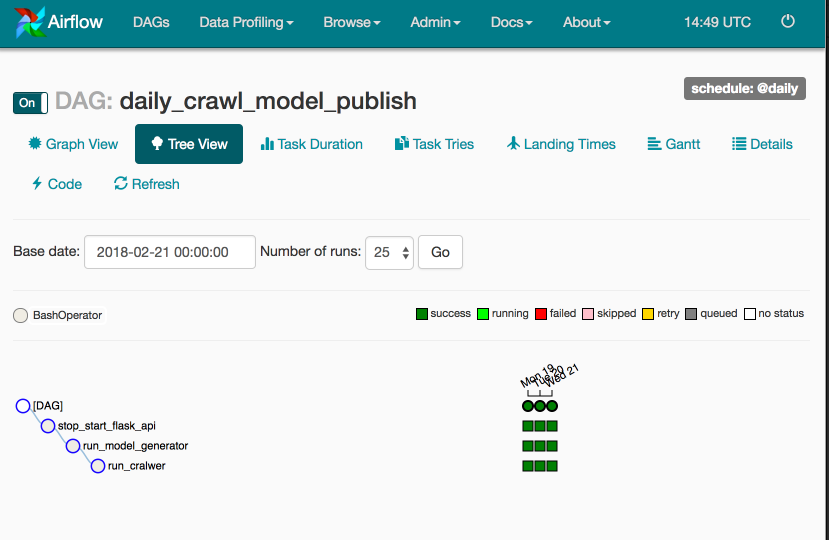 Airflow DAGs Data Profiling Browse Admin Docs About 14:49 UTC
On DAG: daily_crawl_model_publish schedule: @daily
Graph View Tree View Task Duration Task Tries Landing Times Gantt Details
Code Refresh
Base date: 2018-02-21 00:00:00 Number of runs: 25 Go
BashOperator success running failed skipped retry queued no status
Mon 19 Tue 20 Wed 21
[DAG]
stop_start_flask_api
run_model_generator
run_cralwer